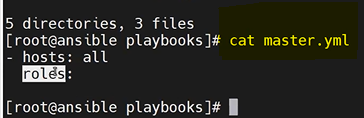 5 directories, 3 files
[root@ansible playbooks]# cat master.yml
- hosts: all
  roles:

[root@ansible playbooks]#